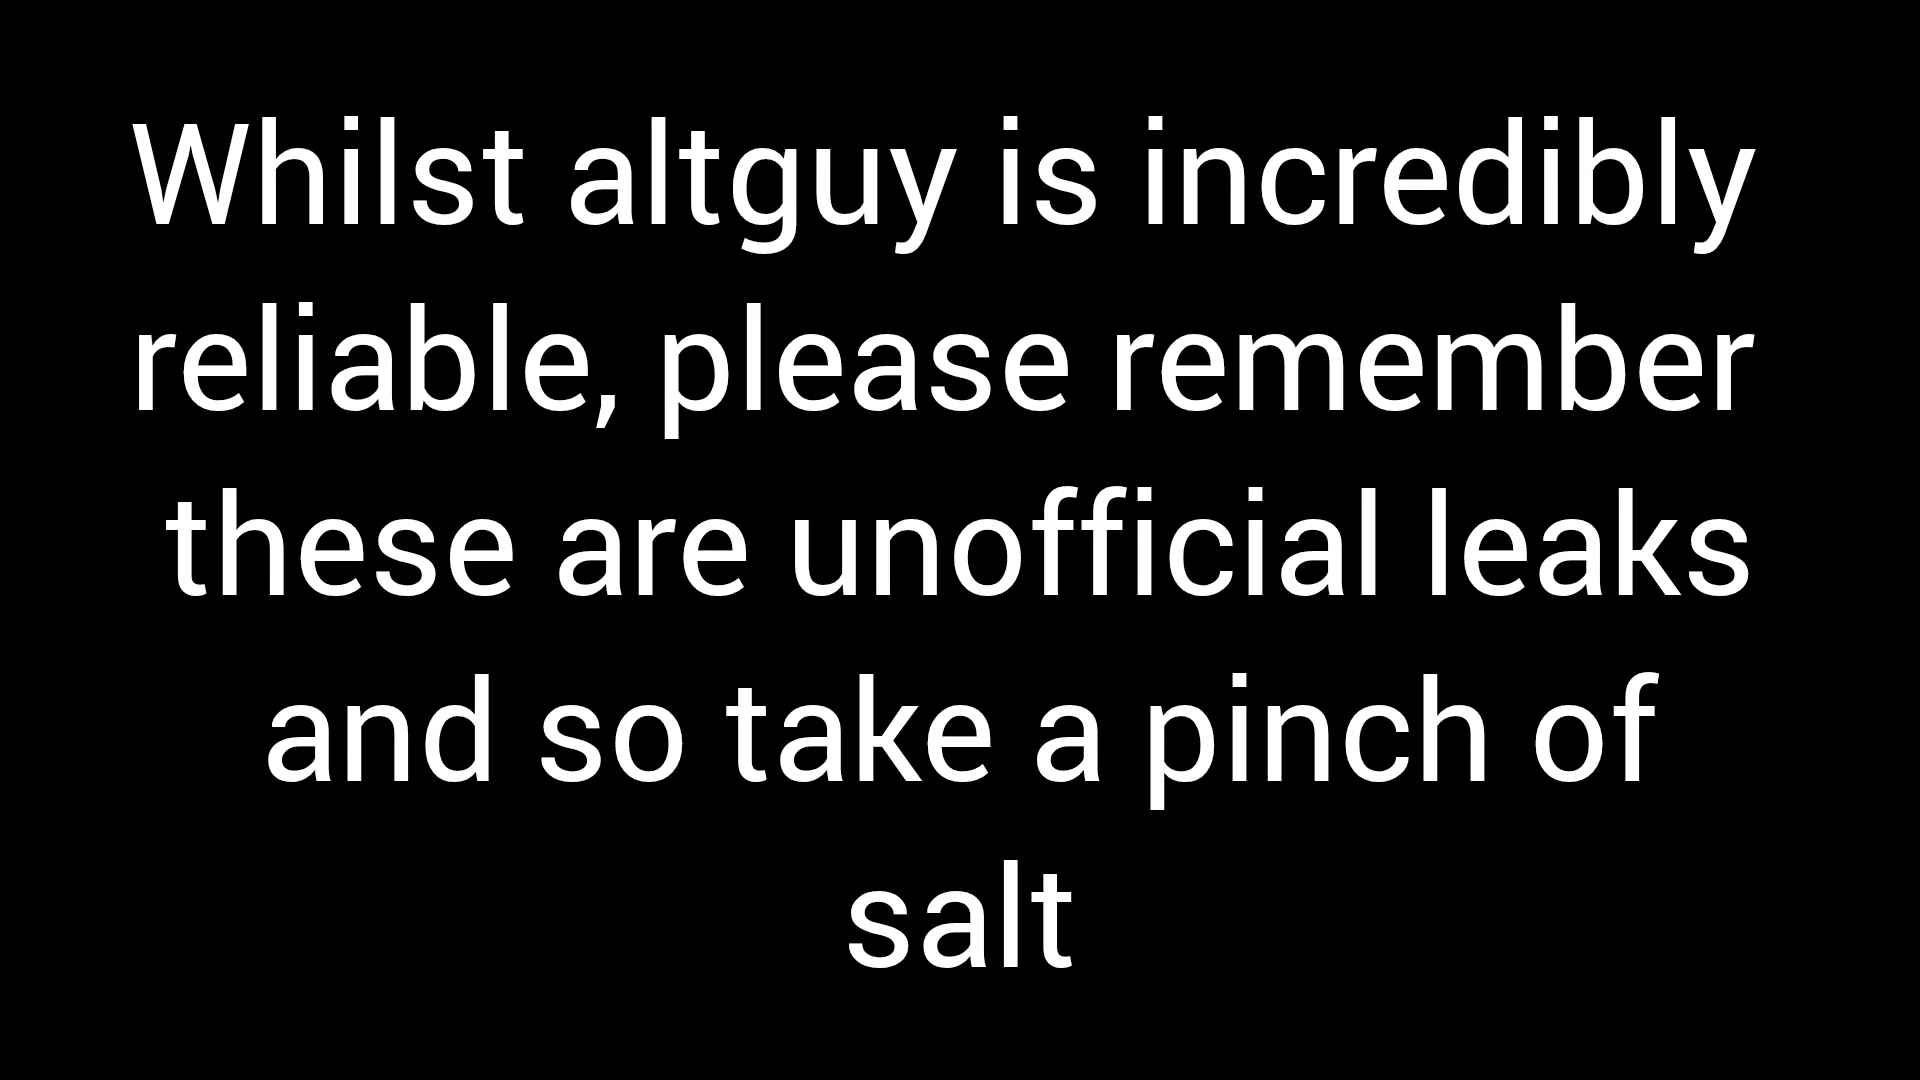 Whilst altguy is incredibly
reliable, please remember
these are unofficial leaks
and so take a pinch of
salt